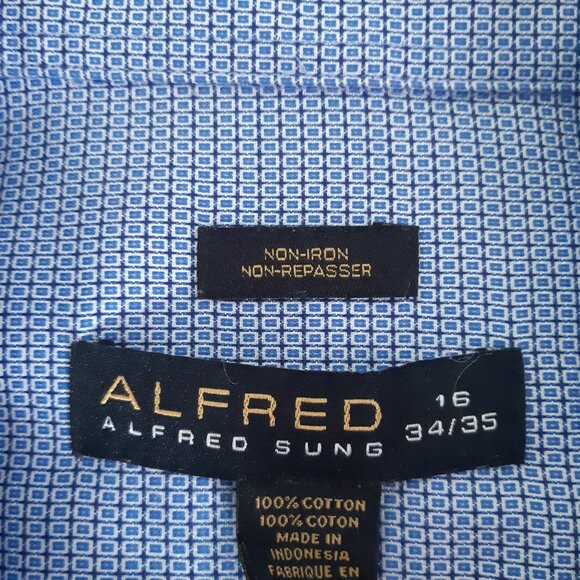 NON-IRON
NON-REPASSER
ALFRED
ALFRED SUNG
16
34/35
100% COTTON
100% COTON
MADE IN
INDONESIA
FABRIQUE EN